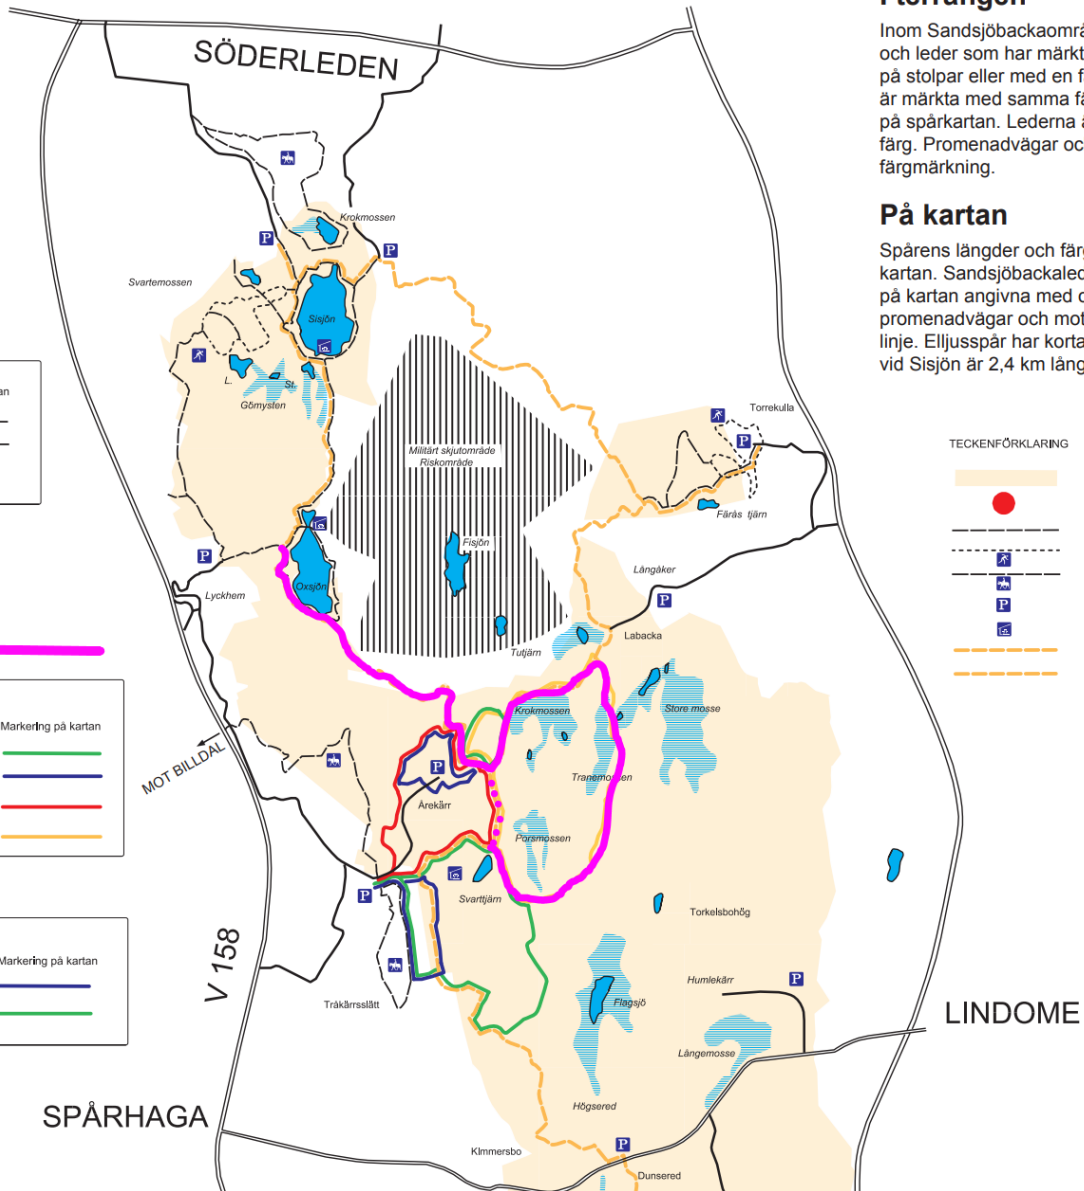 Inom Sandsjöbackaområ
och leder som har märkt
på stolpar eller med en f
är märkta med samma fä
på spårkartan. Lederna ä
färg. Promenadvägar oc
färgmärkning.
På kartan
Spårens längder och färg
kartan. Sandsjöbackaled
på kartan angivna med o
promenadvägar och mot
linje. Elljusspår har korta
vid Sisjön är 2,4 km lång
SÖDERLEDEN
Krokmossen
P
P
Svartemossen
Sisjön
L.
St.
Gömysten
an
Militärt skjutområde
Riskområde
Torrekulla
P
TECKENFÖRKLARING
P
Färås tjärn
Fisjön
P
Lyckhem
Oxsjön
Långåker
P
Labacka
Tutjärn
Krokmossen
Store mosse
Markering på kartan
MOT BILLDAL
P
Tranemossen
Årekärr
Porsmossen
P
Svarttjärn
Torkelsbohög
V 158
Markering på kartan
Humlekärr
P
Tråkärrsslätt
Flagsjö
LINDOME
Långemosse
Högsered
SPÅRHAGA
KImmersbo
P
Dunsered